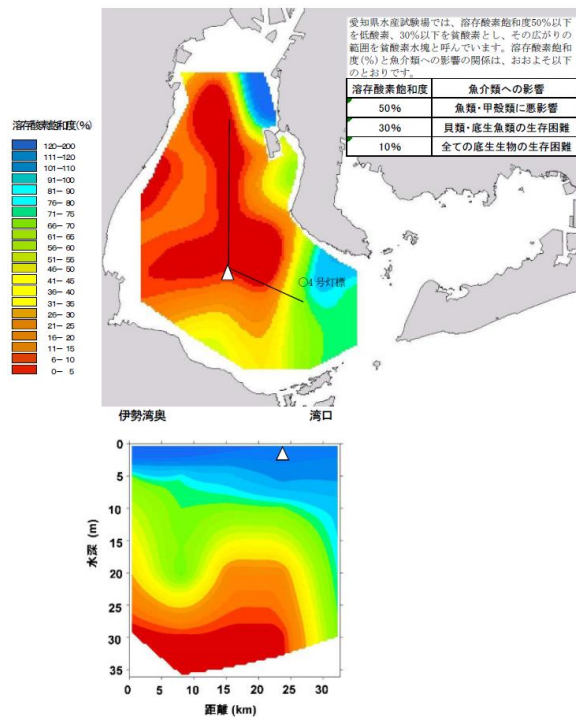 愛知県水産試験場では、溶存酸素飽和度50%以下
を低酸素、30%以下を貧酸素とし、その広がりの
範囲を貧酸素水塊と呼んでいます。溶存酸素飽和
度(%)と魚介類への影響の関係は、おおよそ以下
のとおりです。
溶存酸素飽和度 魚介類への影響
50% 魚類・甲殻類に悪影響
30% 貝類・底生魚類の生存困難
10% 全ての底生生物の生存困難
溶存酸素飽和度(%)
120-200
111-120
101-110
91-100
81- 90
76- 80
71- 75
66- 70
61- 65
56- 60
51- 55
46- 50
41- 45
36- 40
31- 35
26- 30
21- 25
16- 20
11- 15
6- 10
0- 5
○4号灯標
伊勢湾奥 湾口
0
5
10
15
20
25
30
35
水深 (m)
0 5 10 15 20 25 30
距離 (km)